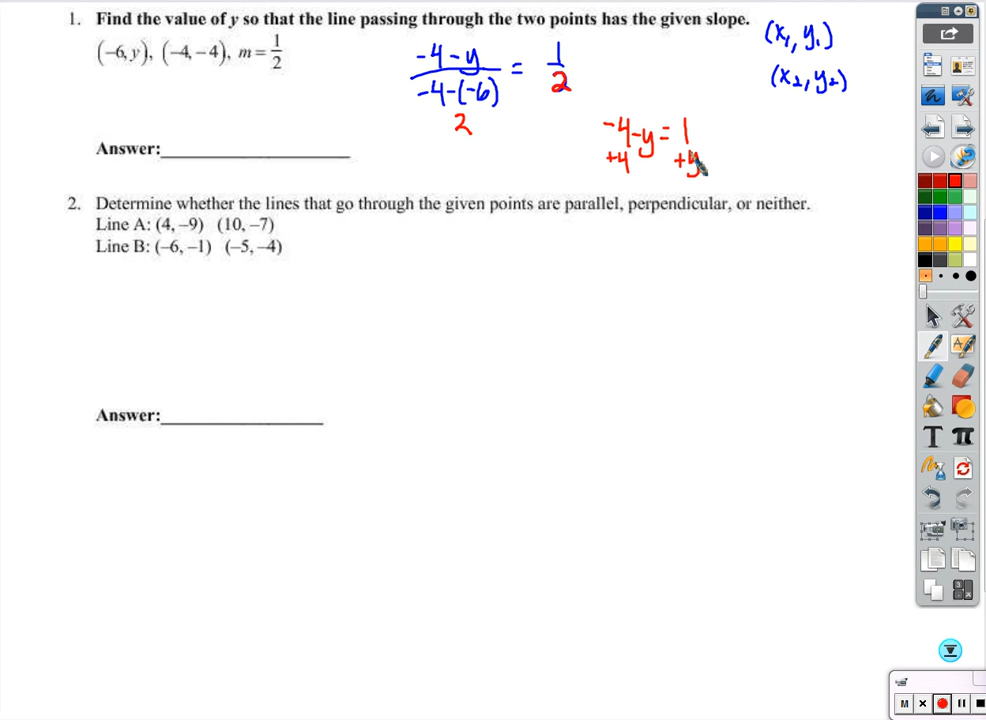 1. Find the value of y so that the line passing through the two points has the given slope.
(−6, y), (−4, −4), m = 1/2
(-4 - y)/(-4-(-6)) = 1/2
2
(x₁, y₁)
(x₂, y₂)
-4 - y = 1
+4 +y
Answer:____________________
2. Determine whether the lines that go through the given points are parallel, perpendicular, or neither.
Line A: (4, −9) (10, −7)
Line B: (−6, −1) (−5, −4)
Answer:____________________
T π
M ×